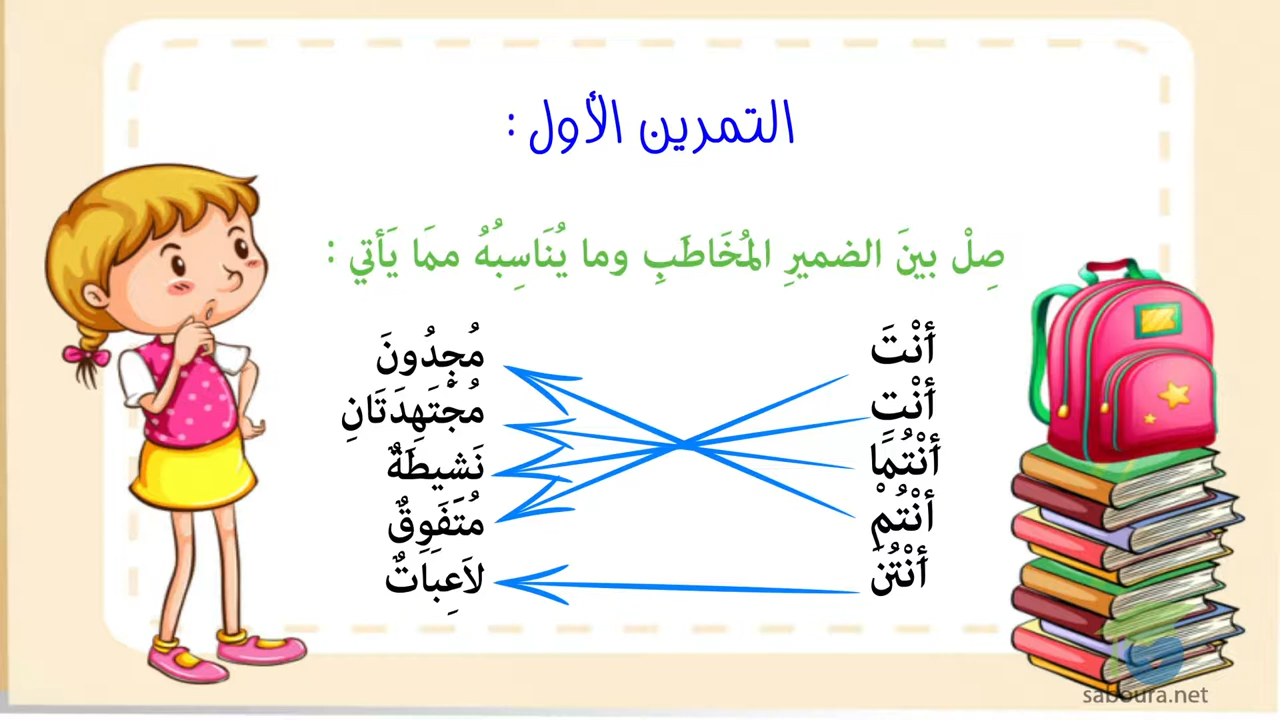 التمرين الأول :
صِلْ بينَ الضميرِ المُخَاطَبِ وما يُنَاسِبُهُ ممَا يَأتي :
أَنْتَ مُجِدُونَ
أَنْتِ مُجْتَهِدَتَانِ
أَنْتُمَا نَشِيطَةٌ
أَنْتُمْ مُتَفَوِقٌ
أَنْتُنَ لاَعِبَاتٌ
saboura.net